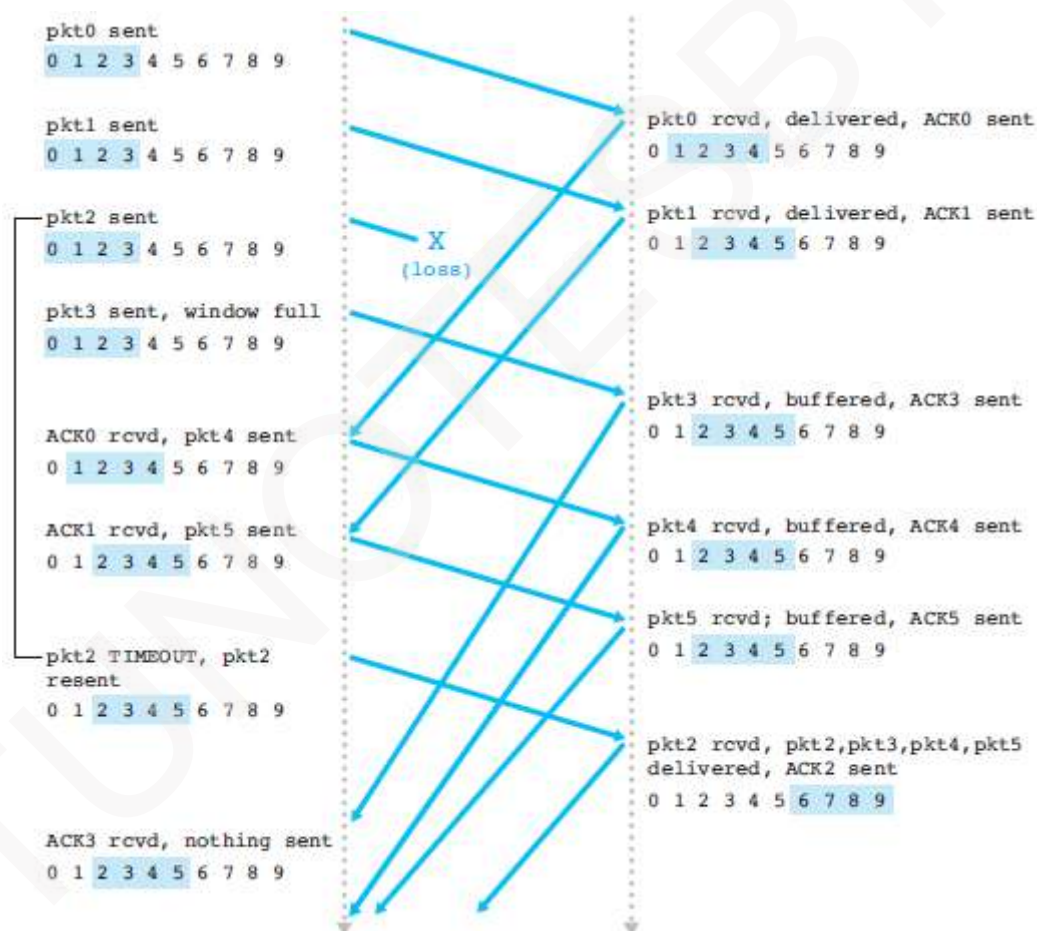 pkt0 sent
0 1 2 3 4 5 6 7 8 9
pkt1 sent
0 1 2 3 4 5 6 7 8 9
pkt2 sent
0 1 2 3 4 5 6 7 8 9
X
(loss)
pkt3 sent, window full
0 1 2 3 4 5 6 7 8 9
ACK0 rcvd, pkt4 sent
0 1 2 3 4 5 6 7 8 9
ACK1 rcvd, pkt5 sent
0 1 2 3 4 5 6 7 8 9
pkt2 TIMEOUT, pkt2
resent
0 1 2 3 4 5 6 7 8 9
ACK3 rcvd, nothing sent
0 1 2 3 4 5 6 7 8 9
pkt0 rcvd, delivered, ACK0 sent
0 1 2 3 4 5 6 7 8 9
pkt1 rcvd, delivered, ACK1 sent
0 1 2 3 4 5 6 7 8 9
pkt3 rcvd, buffered, ACK3 sent
0 1 2 3 4 5 6 7 8 9
pkt4 rcvd, buffered, ACK4 sent
0 1 2 3 4 5 6 7 8 9
pkt5 rcvd; buffered, ACK5 sent
0 1 2 3 4 5 6 7 8 9
pkt2 rcvd, pkt2,pkt3,pkt4,pkt5
delivered, ACK2 sent
0 1 2 3 4 5 6 7 8 9